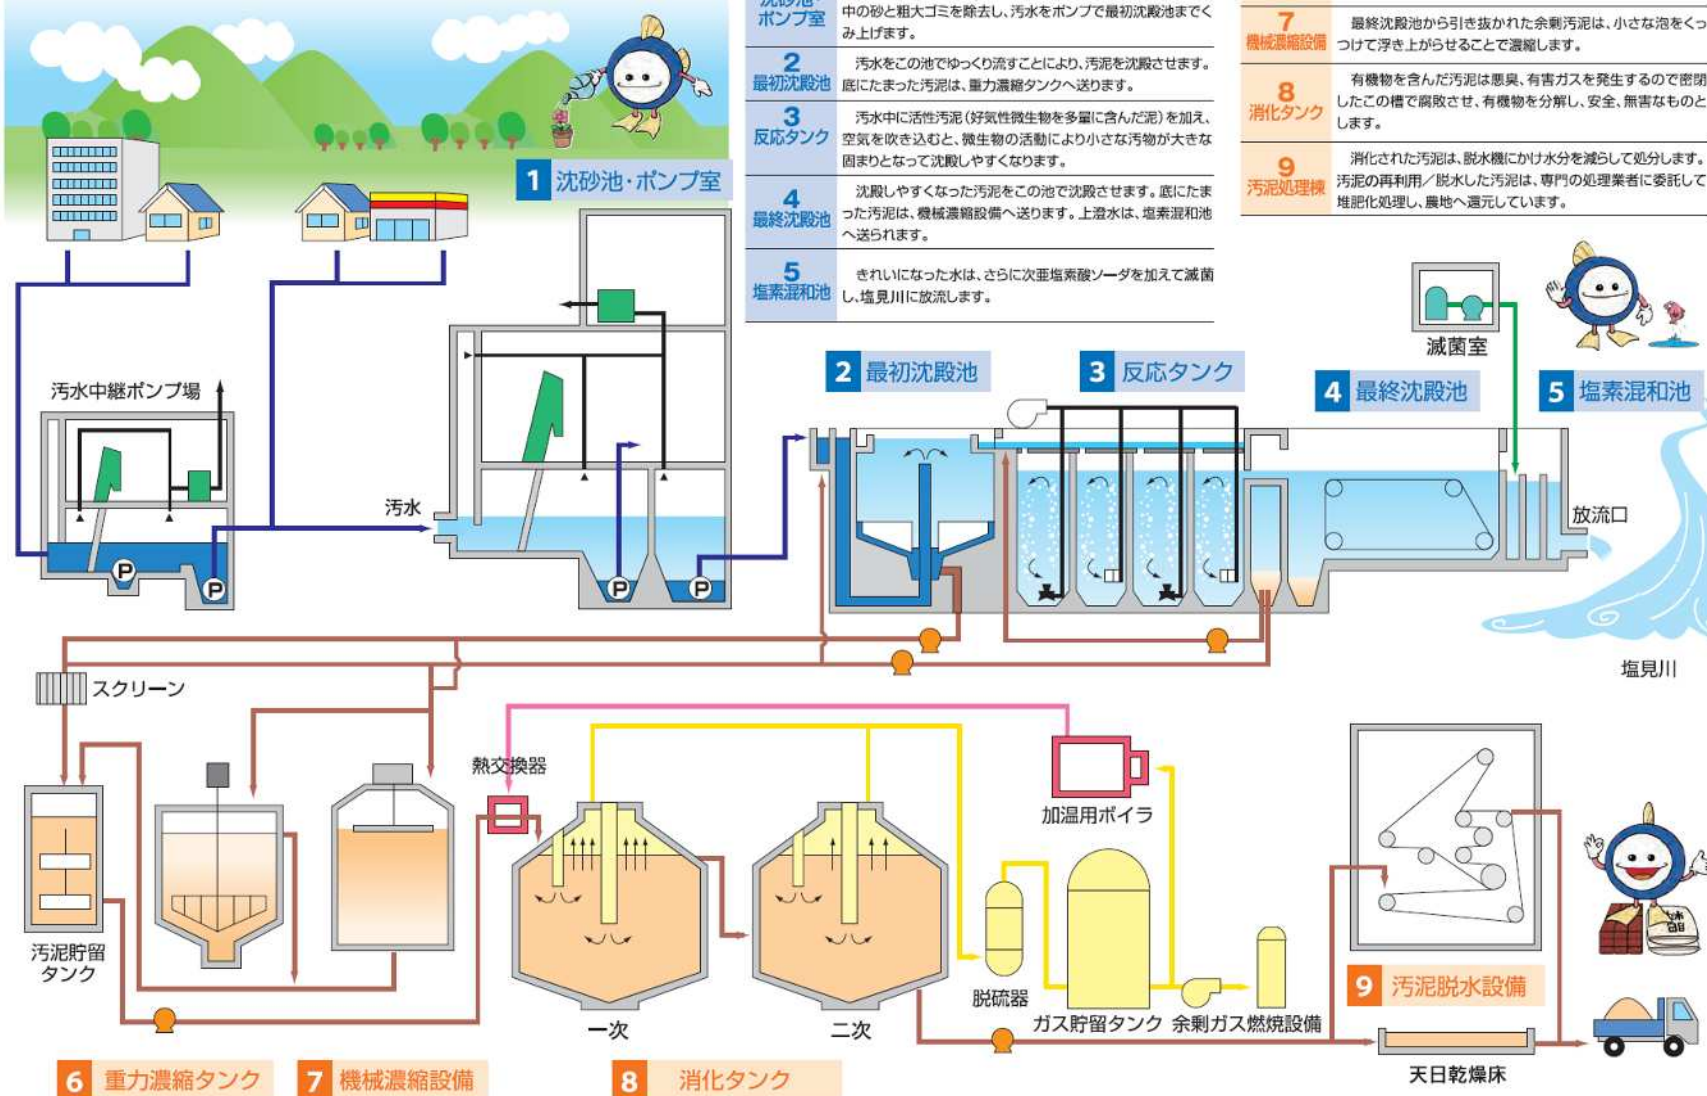 ポンプ室
中の砂と粗大ゴミを除去し、汚水をポンプで最初沈殿池までく
み上げます。
2
最初沈殿池
汚水をこの池でゆっくり流すことにより、汚泥を沈殿させます。
底にたまった汚泥は、重力濃縮タンクへ送ります。
3
反応タンク
汚水中に活性汚泥(好気性微生物を多量に含んだ泥)を加え、
空気を吹き込むと、微生物の活動により小さな汚物が大きな
固まりとなって沈殿しやすくなります。
4
最終沈殿池
沈殿しやすくなった汚泥をこの池で沈殿させます。底にたま
った汚泥は、機械濃縮設備へ送ります。上澄水は、塩素混和池
へ送られます。
5
塩素混和池
きれいになった水は、さらに次亜塩素酸ソーダを加えて滅菌
し、塩見川に放流します。
7
機械濃縮設備
最終沈殿池から引き抜かれた余剰汚泥は、小さな泡をくっ
つけて浮き上がらせることで濃縮します。
8
消化タンク
有機物を含んだ汚泥は悪臭、有害ガスを発生するので密閉
したこの槽で腐敗させ、有機物を分解し、安全、無害なものと
します。
9
汚泥処理棟
消化された汚泥は、脱水機にかけ水分を減らして処分します。
汚泥の再利用/脱水した汚泥は、専門の処理業者に委託して
堆肥化処理し、農地へ還元しています。
1 沈砂池・ポンプ室
滅菌室
2 最初沈殿池
3 反応タンク
4 最終沈殿池
5 塩素混和池
汚水中継ポンプ場
汚水
放流口
P
P
P
P
塩見川
スクリーン
熱交換器
加温用ボイラ
汚泥貯留
タンク
脱硫器
ガス貯留タンク
余剰ガス燃焼設備
一次
二次
9 汚泥脱水設備
天日乾燥床
6 重力濃縮タンク
7 機械濃縮設備
8 消化タンク